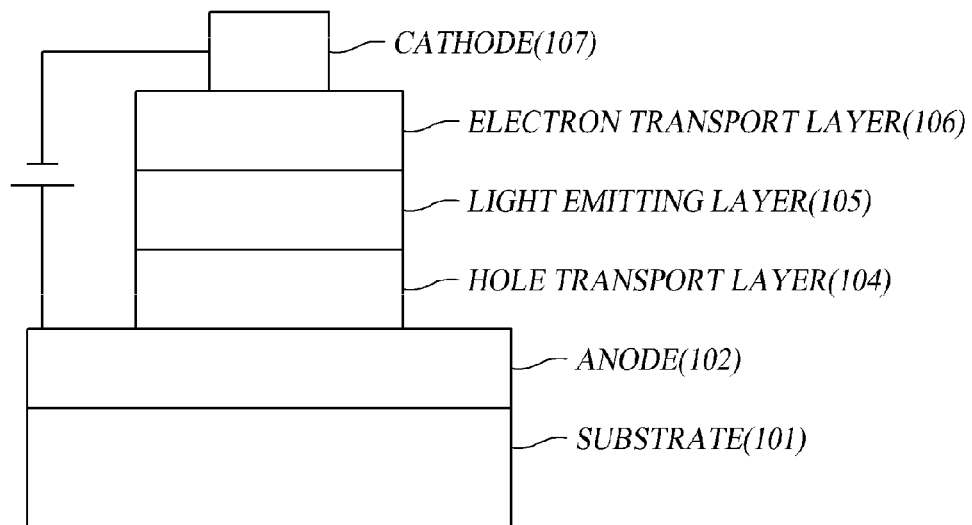 CATHODE(107)
ELECTRON TRANSPORT LAYER(106)
LIGHT EMITTING LAYER(105)
HOLE TRANSPORT LAYER(104)
ANODE(102)
SUBSTRATE(101)